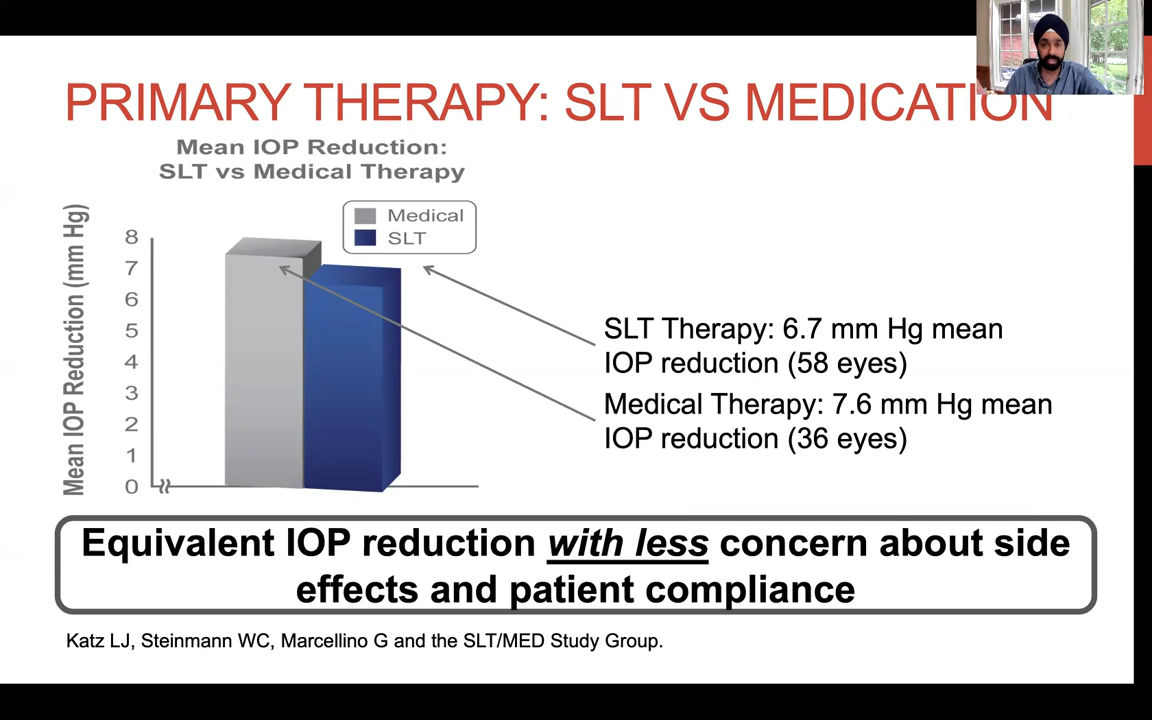 PRIMARY THERAPY: SLT VS MEDICATION
Mean IOP Reduction:
SLT vs Medical Therapy
Mean IOP Reduction (mm Hg)
8
7
6
5
4
3
2
1
0
Medical
SLT
SLT Therapy: 6.7 mm Hg mean
IOP reduction (58 eyes)
Medical Therapy: 7.6 mm Hg mean
IOP reduction (36 eyes)
Equivalent IOP reduction with less concern about side
effects and patient compliance
Katz LJ, Steinmann WC, Marcellino G and the SLT/MED Study Group.